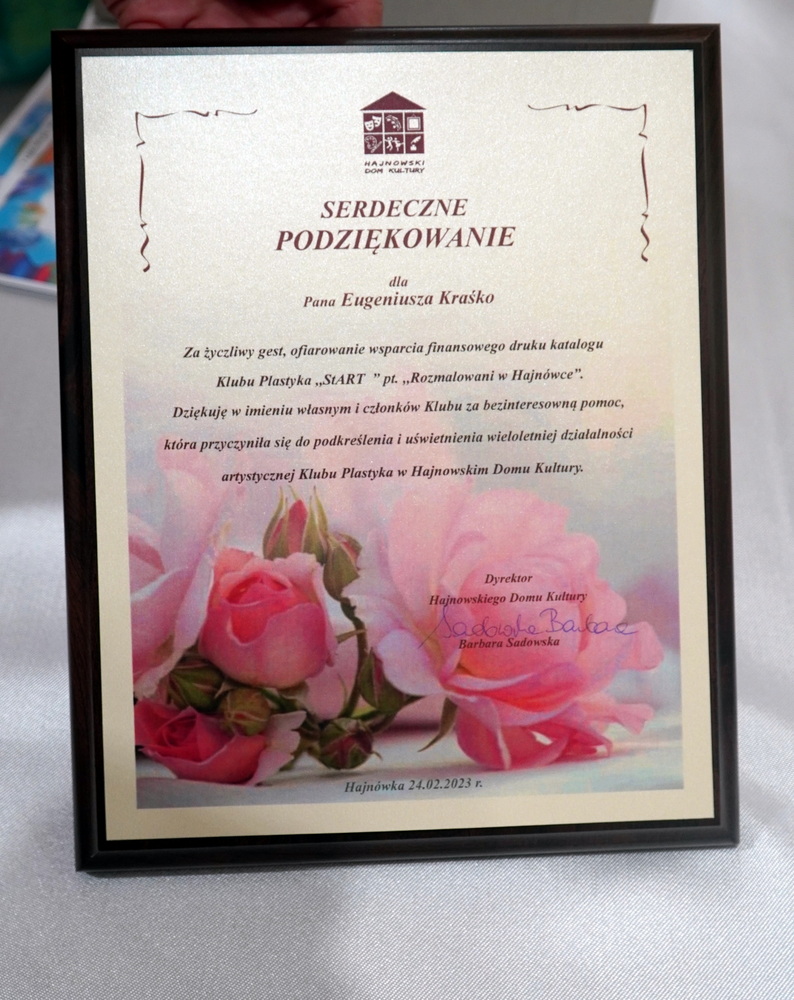 HAJNOWSKI
DOM KULTURY
SERDECZNE
PODZIĘKOWANIE
dla
Pana Eugeniusza Kraśko
Za życzliwy gest, ofiarowanie wsparcia finansowego druku katalogu
Klubu Plastyka „StART ” pt. „Rozmalowani w Hajnówce”.
Dziękuję w imieniu własnym i członków Klubu za bezinteresowną pomoc,
która przyczyniła się do podkreślenia i uświetnienia wieloletniej działalności
artystycznej Klubu Plastyka w Hajnowskim Domu Kultury.
Dyrektor
Hajnowskiego Domu Kultury
Sadowska Barbara
Barbara Sadowska
Hajnówka 24.02.2023 r.